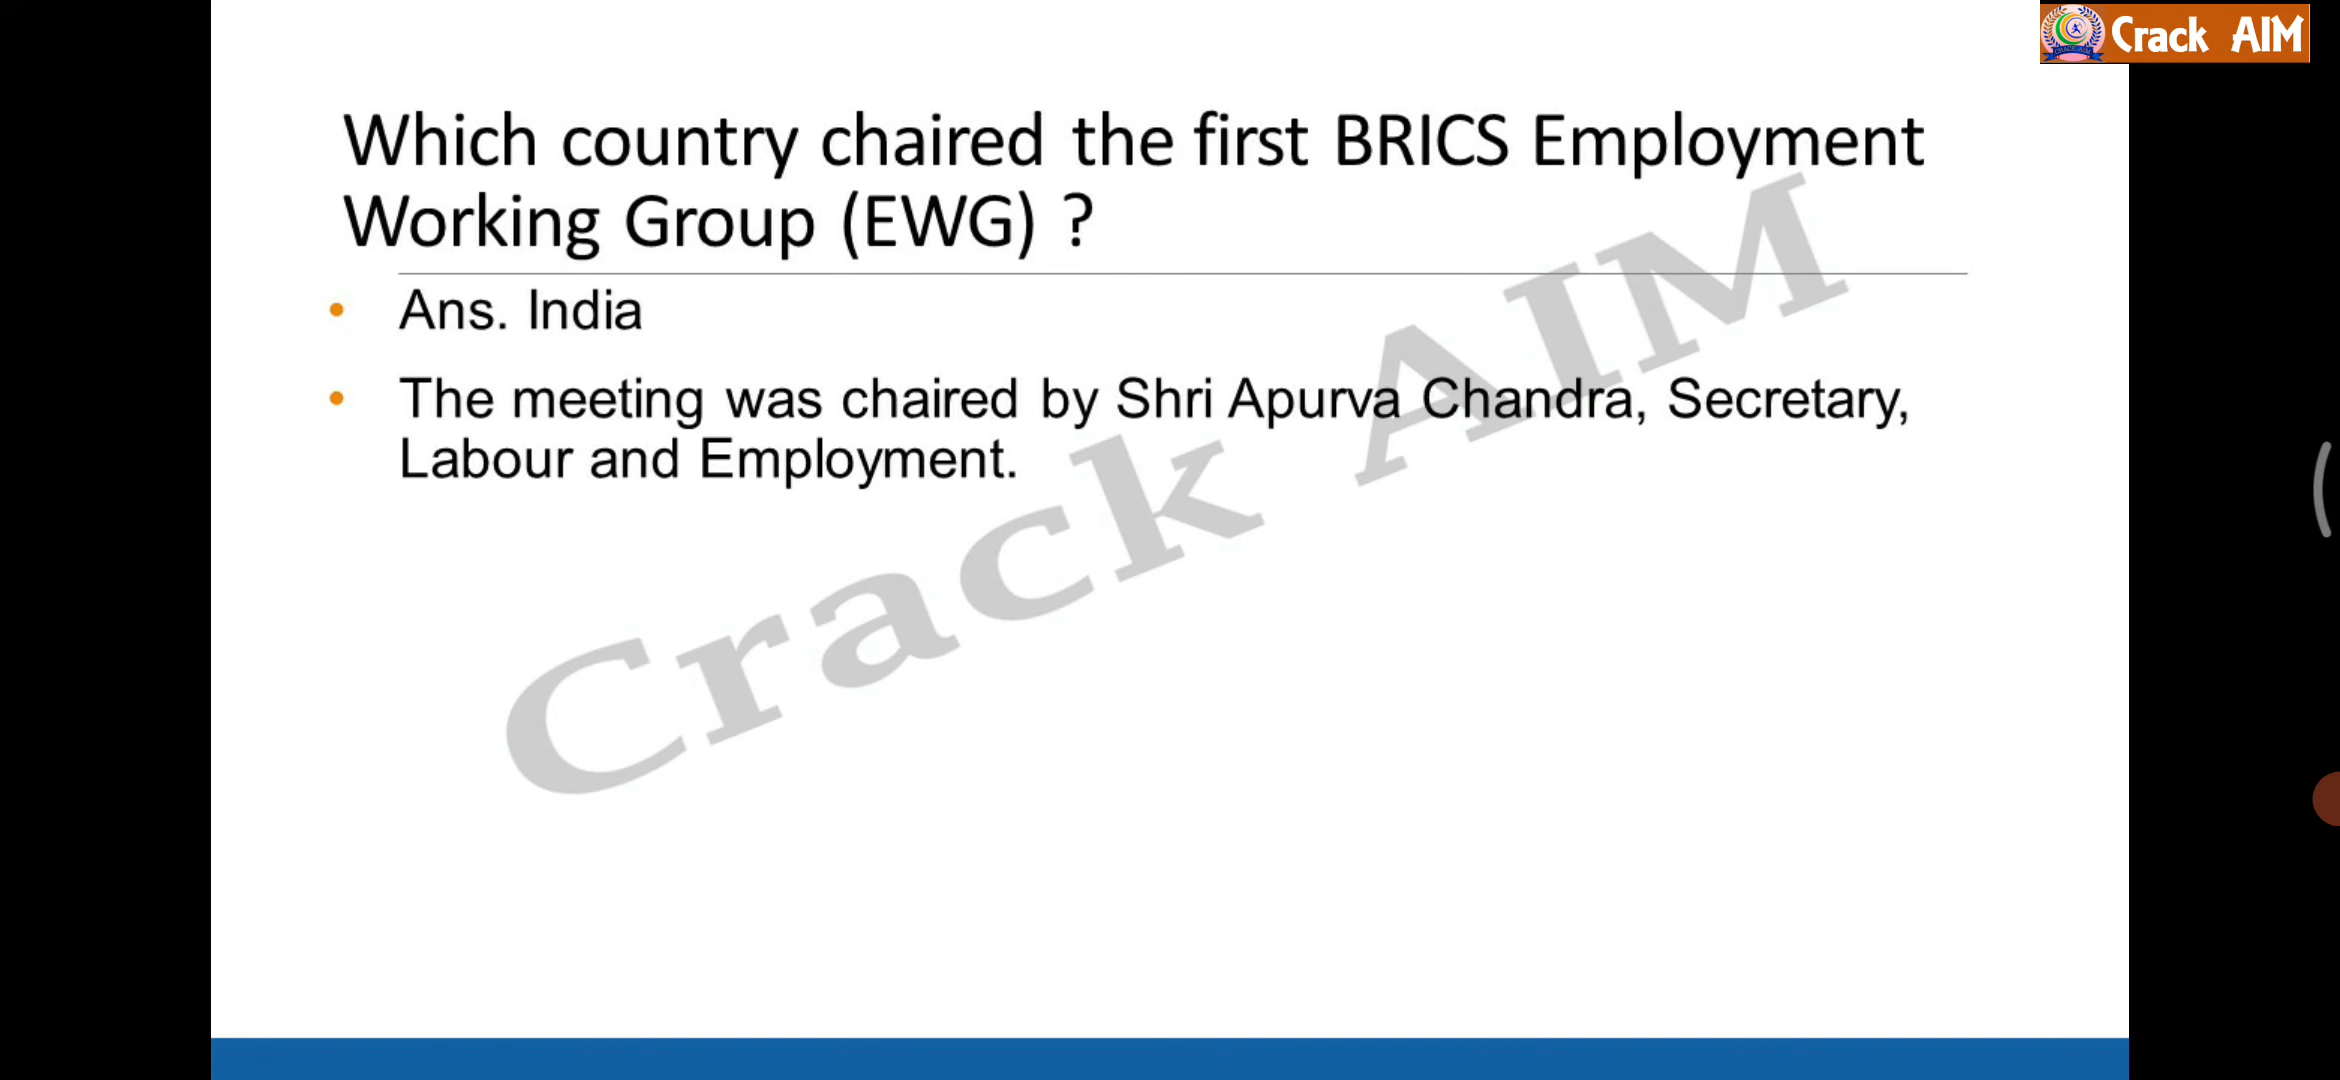 Crack AIM
Which country chaired the first BRICS Employment
Working Group (EWG) ?
• Ans. India
• The meeting was chaired by Shri Apurva Chandra, Secretary,
Labour and Employment.
Crack AIM